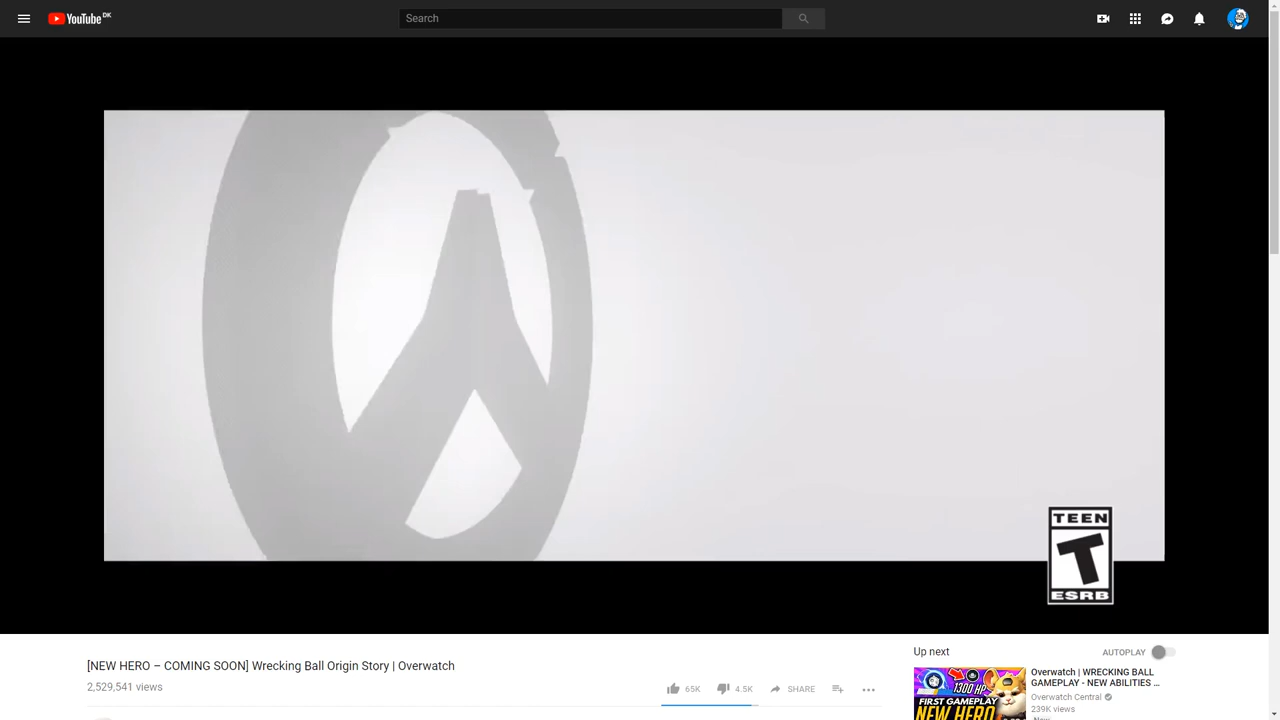 YouTube DK
Search
TEEN
T
ESRB
[NEW HERO – COMING SOON] Wrecking Ball Origin Story | Overwatch
2,529,541 views
65K
4.5K
SHARE
Up next
AUTOPLAY
1300 HP
FIRST GAMEPLAY
NEW HERO
Overwatch | WRECKING BALL
GAMEPLAY - NEW ABILITIES ...
Overwatch Central
239K views
New